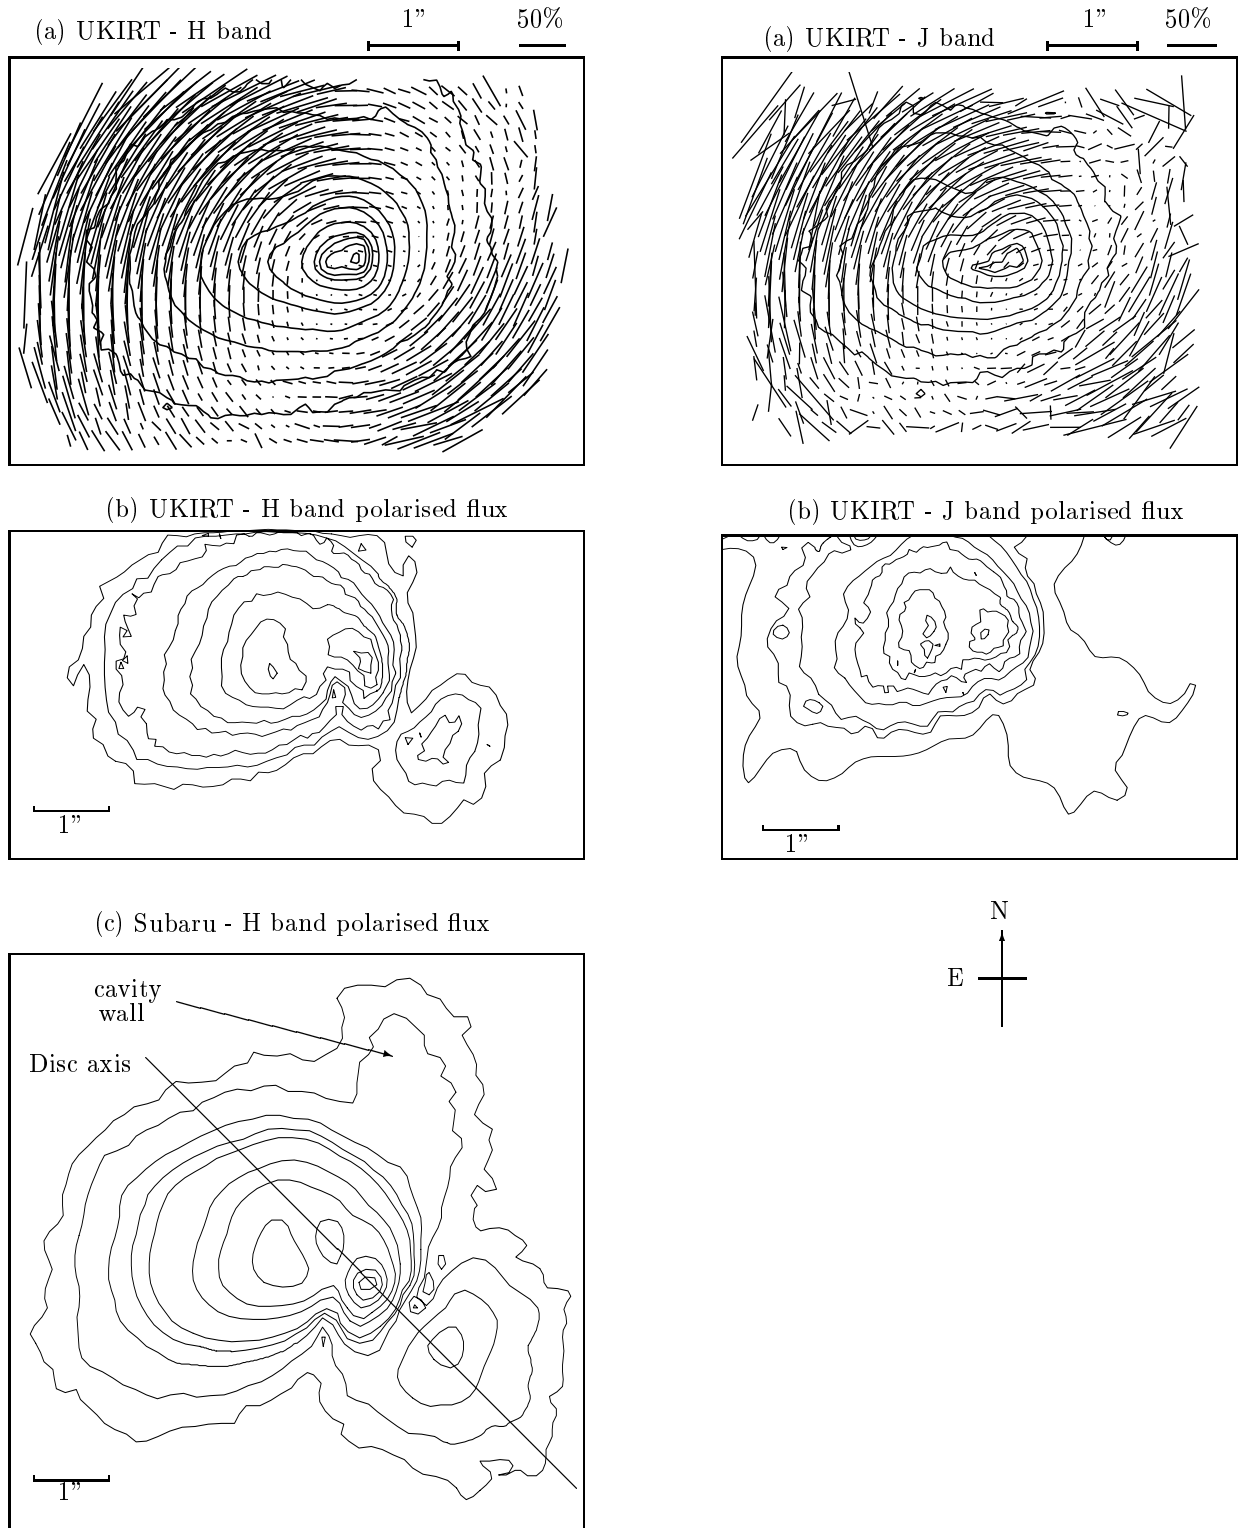 (a) UKIRT - H band
1"
50%
(a) UKIRT - J band
1"
50%
(b) UKIRT - H band polarised flux
1"
(b) UKIRT - J band polarised flux
1"
(c) Subaru - H band polarised flux
cavity
wall
Disc axis
1"
N
E